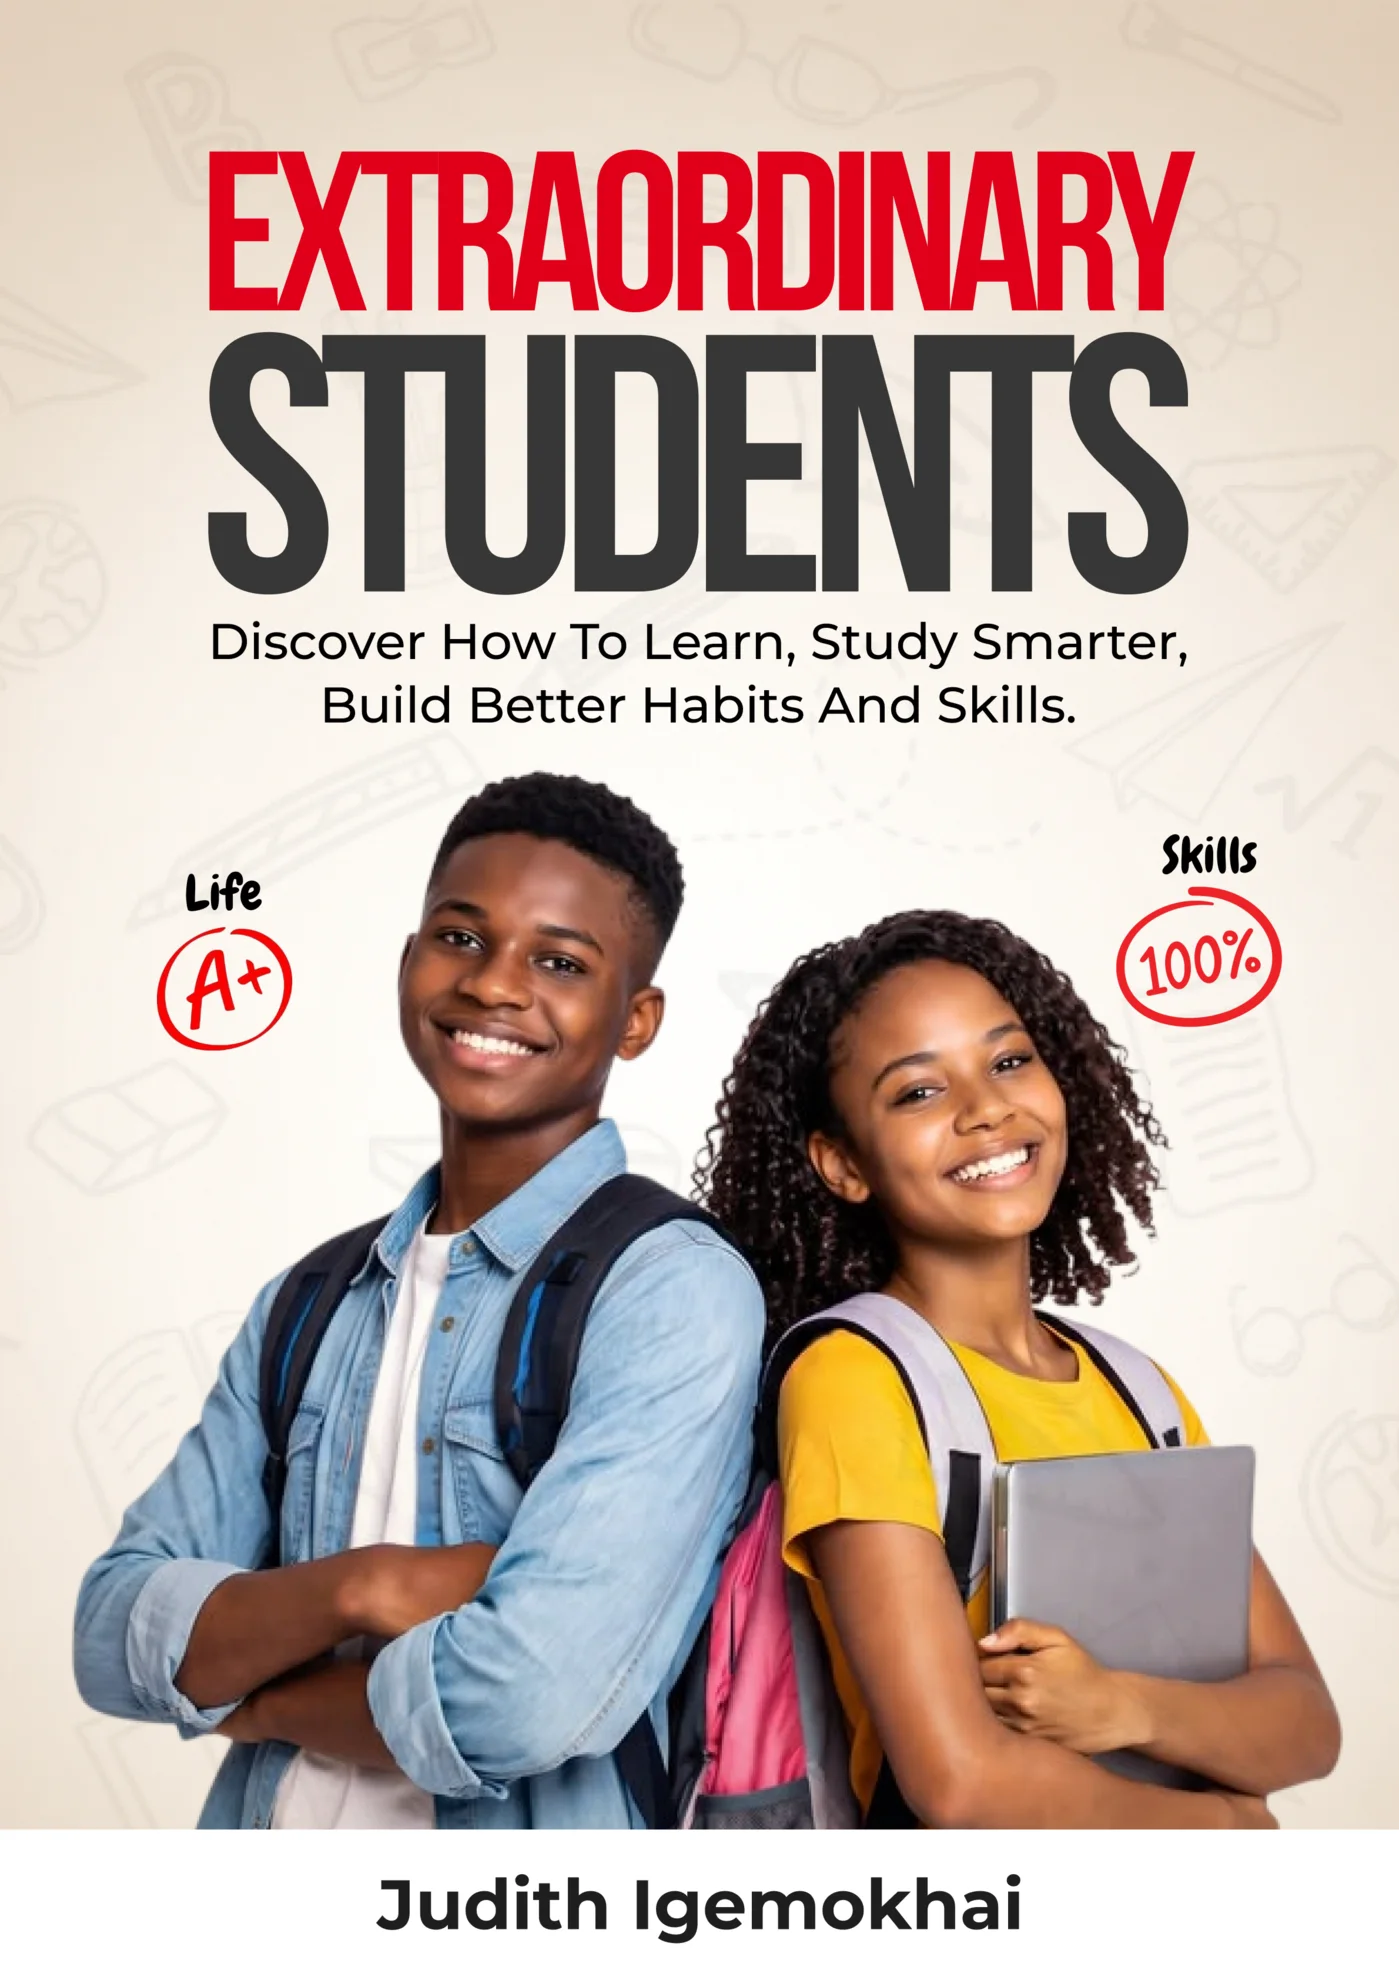 EXTRAORDINARY
STUDENTS
Discover How To Learn, Study Smarter,
Build Better Habits And Skills.
Skills
100%
Life
A+
Judith Igemokhai